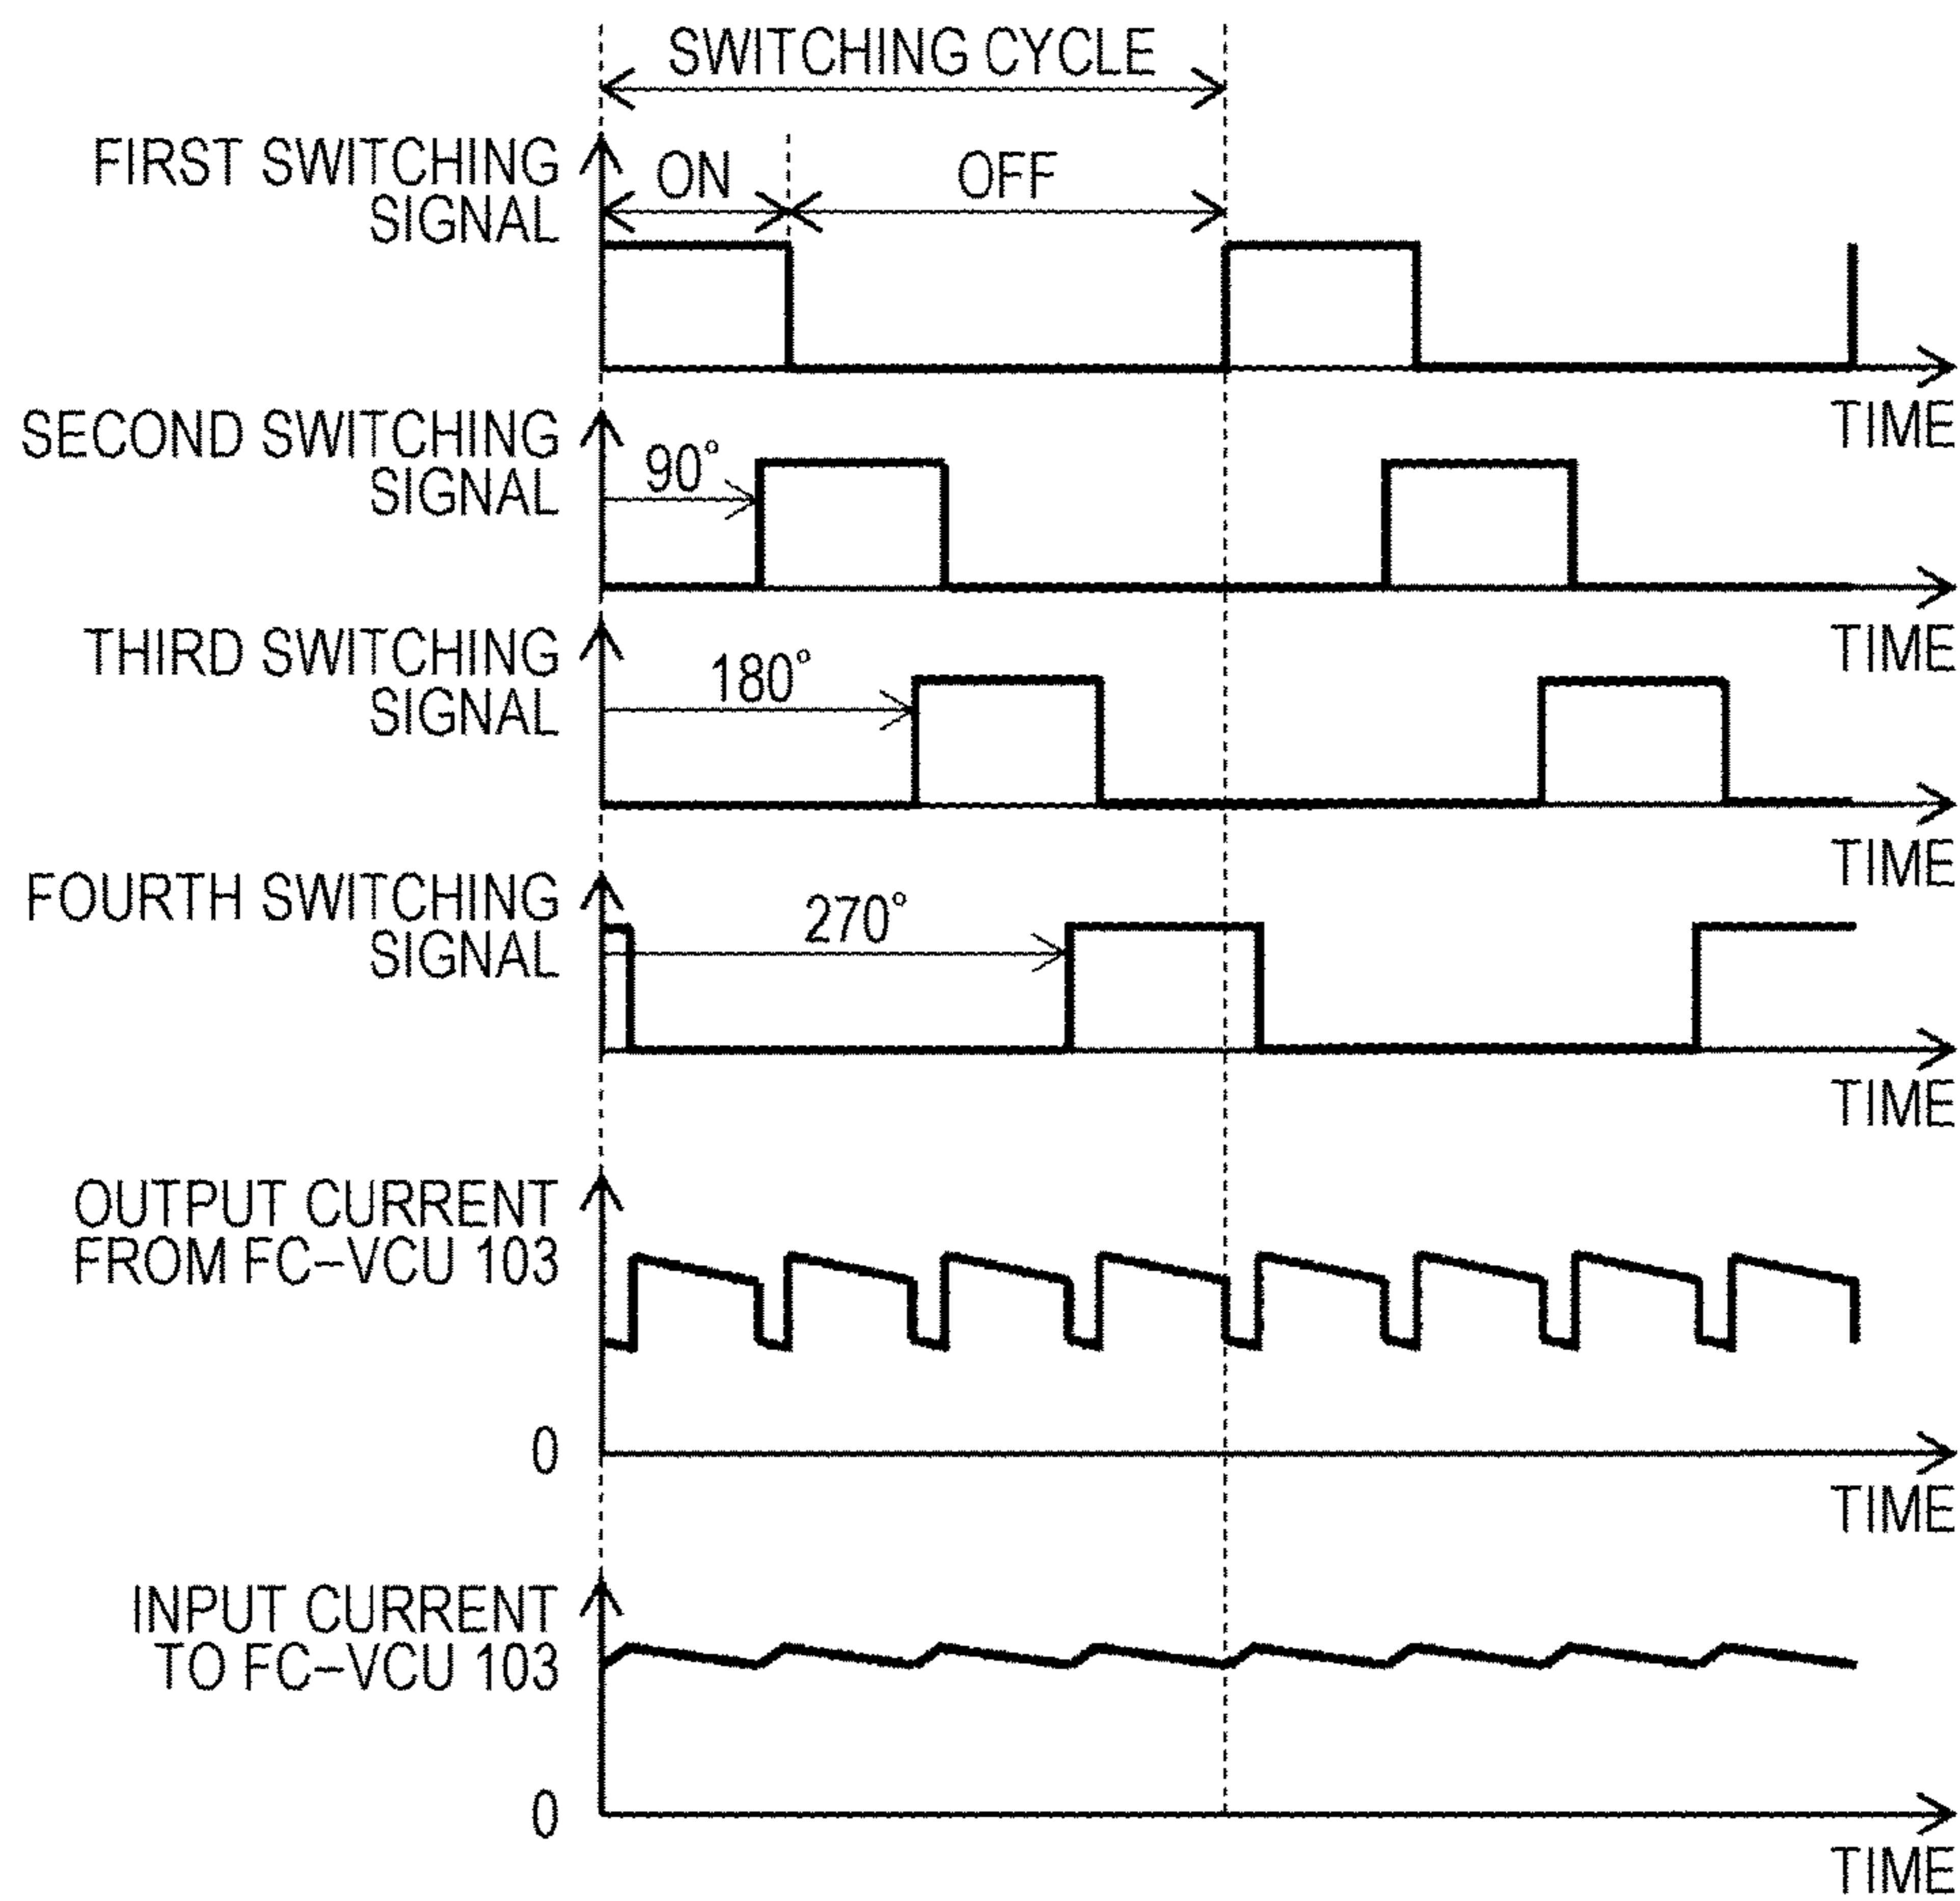 SWITCHING CYCLE
FIRST SWITCHING
SIGNAL
ON
OFF
TIME
SECOND SWITCHING
SIGNAL
90°
TIME
THIRD SWITCHING
SIGNAL
180°
TIME
FOURTH SWITCHING
SIGNAL
270°
TIME
OUTPUT CURRENT
FROM FC-VCU 103
0
TIME
INPUT CURRENT
TO FC-VCU 103
0
TIME